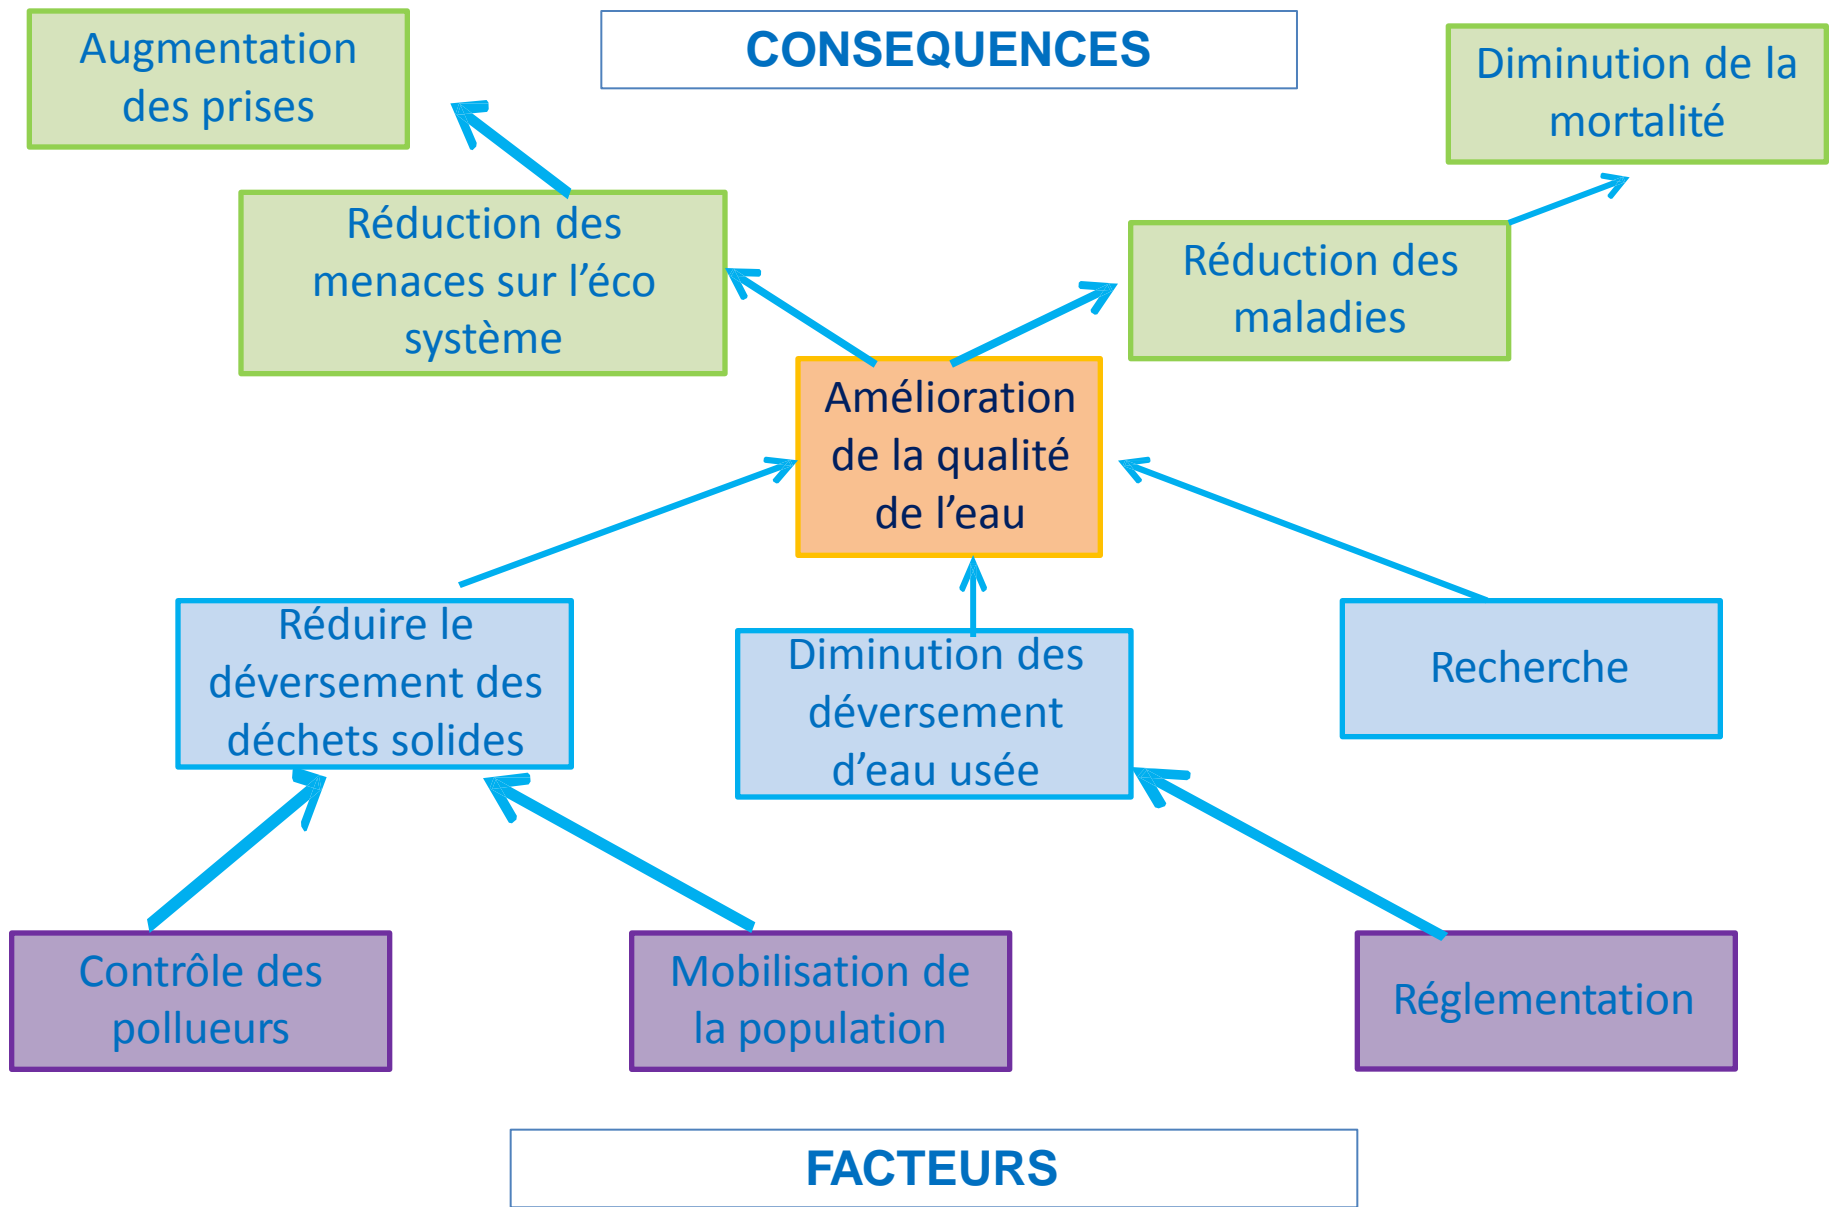 Augmentation
des prises
CONSEQUENCES
Diminution de la
mortalité
Réduction des
menaces sur l’éco
système
Réduction des
maladies
Amélioration
de la qualité
de l’eau
Réduire le
déversement des
déchets solides
Diminution des
déversement
d’eau usée
Recherche
Contrôle des
pollueurs
Mobilisation de
la population
Réglementation
FACTEURS